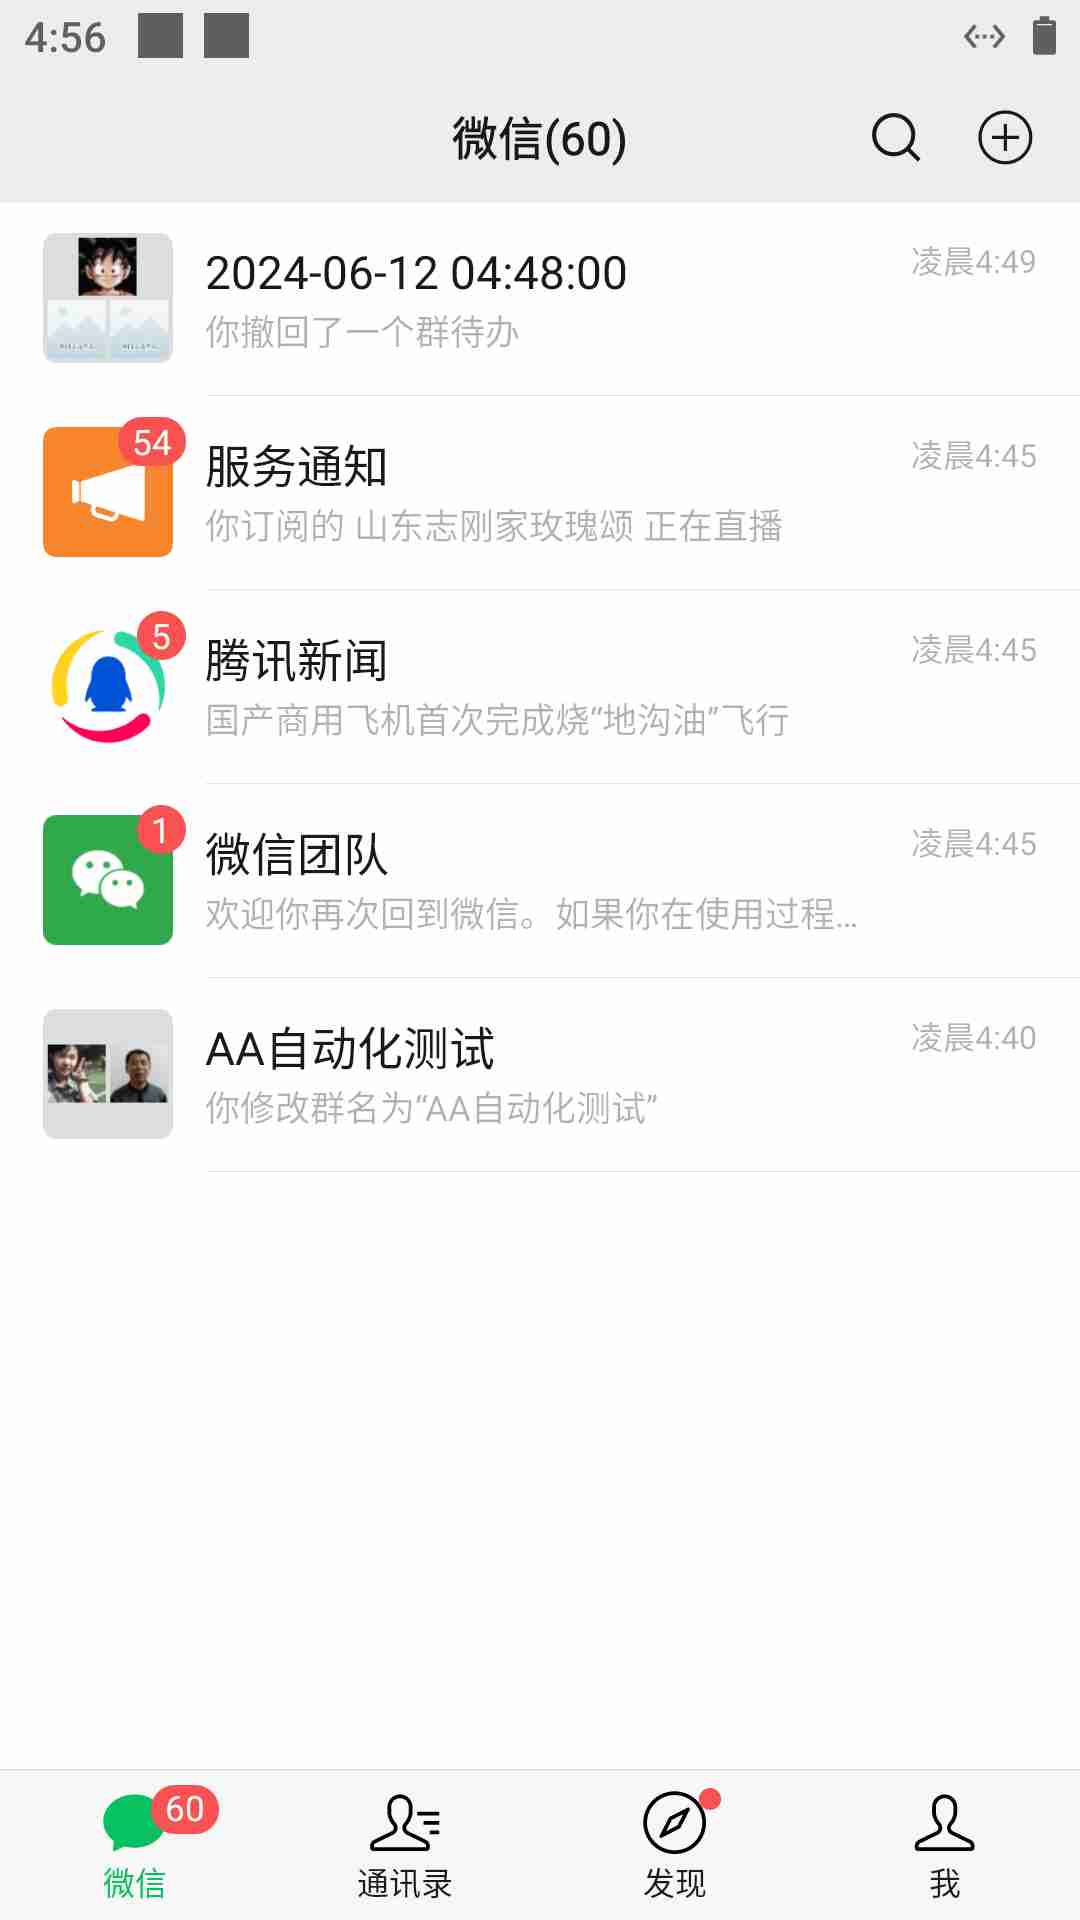 4:56
微信(60)
2024-06-12 04:48:00
凌晨4:49
你撤回了一个群待办
54
服务通知
凌晨4:45
你订阅的 山东志刚家玫瑰颂 正在直播
5
腾讯新闻
凌晨4:45
国产商用飞机首次完成烧“地沟油”飞行
1
微信团队
凌晨4:45
欢迎你再次回到微信。如果你在使用过程...
AA自动化测试
凌晨4:40
你修改群名为“AA自动化测试”
60
微信
通讯录
发现
我